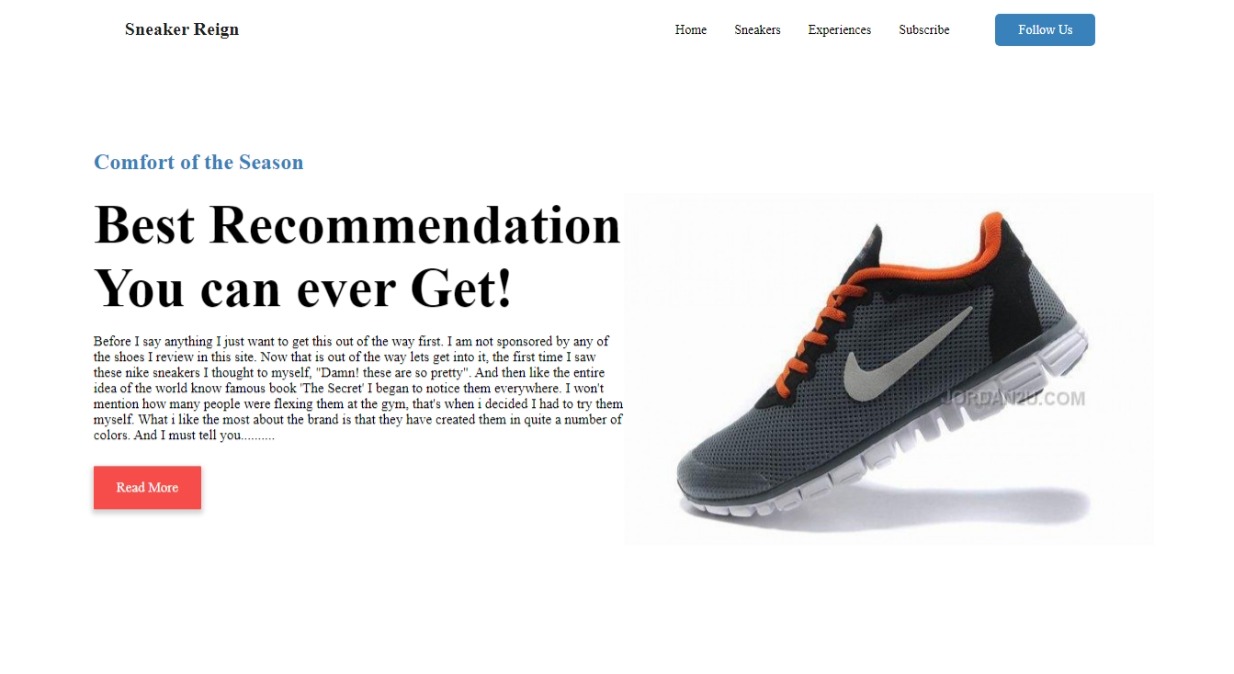 Sneaker Reign
Home
Sneakers
Experiences
Subscribe
Follow Us
Comfort of the Season
Best Recommendation
You can ever Get!
Before I say anything I just want to get this out of the way first. I am not sponsored by any of
the shoes I review in this site. Now that is out of the way lets get into it, the first time I saw
these nike sneakers I thought to myself, "Damn! these are so pretty". And then like the entire
idea of the world know famous book 'The Secret' I began to notice them everywhere. I won't
mention how many people were flexing them at the gym, that's when i decided I had to try them
myself. What i like the most about the brand is that they have created them in quite a number of
colors. And I must tell you..........
Read More
JORDAN2U.COM